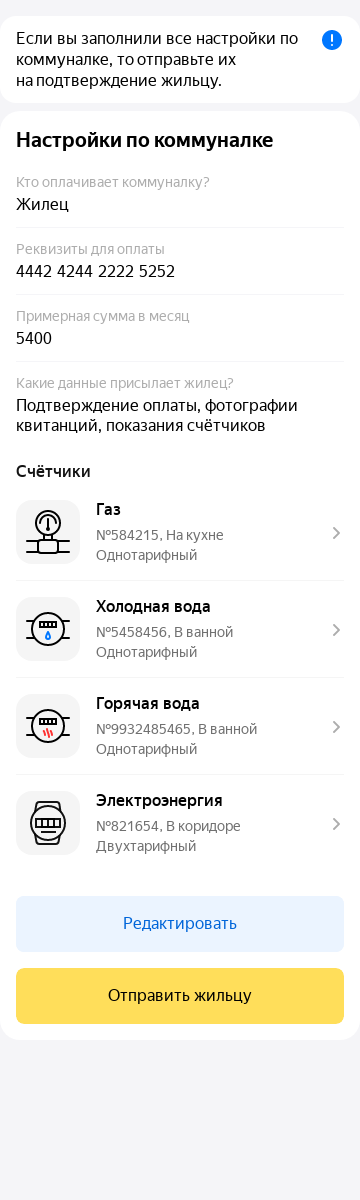 Если вы заполнили все настройки по
коммуналке, то отправьте их
на подтверждение жильцу.
Настройки по коммуналке
Кто оплачивает коммуналку?
Жилец
Реквизиты для оплаты
4442 4244 2222 5252
Примерная сумма в месяц
5400
Какие данные присылает жилец?
Подтверждение оплаты, фотографии
квитанций, показания счётчиков
Счётчики
Газ
№584215, На кухне
Однотарифный
Холодная вода
№5458456, В ванной
Однотарифный
Горячая вода
№9932485465, В ванной
Однотарифный
Электроэнергия
№821654, В коридоре
Двухтарифный
Редактировать
Отправить жильцу